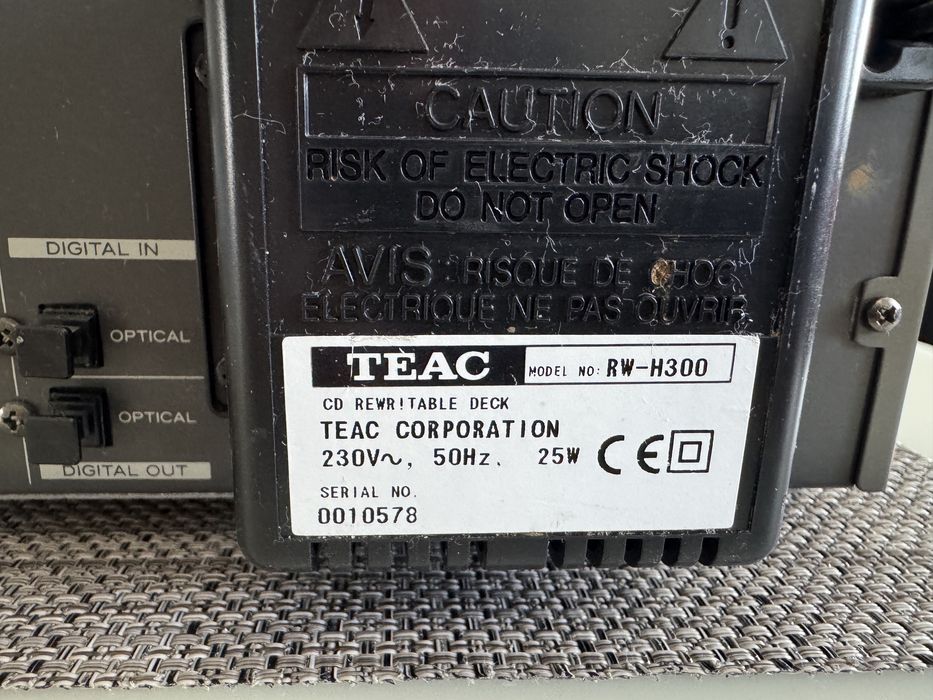 CAUTION
RISK OF ELECTRIC SHOCK
DO NOT OPEN
AVIS: RISQUE DE CHOC
ELECTRIQUE NE PAS OUVRIR.
DIGITAL IN
OPTICAL
OPTICAL
DIGITAL OUT
TEAC MODEL NO: RW-H300
CD REWRITABLE DECK
TEAC CORPORATION
230V~, 50Hz, 25W CE
SERIAL NO.
0010578